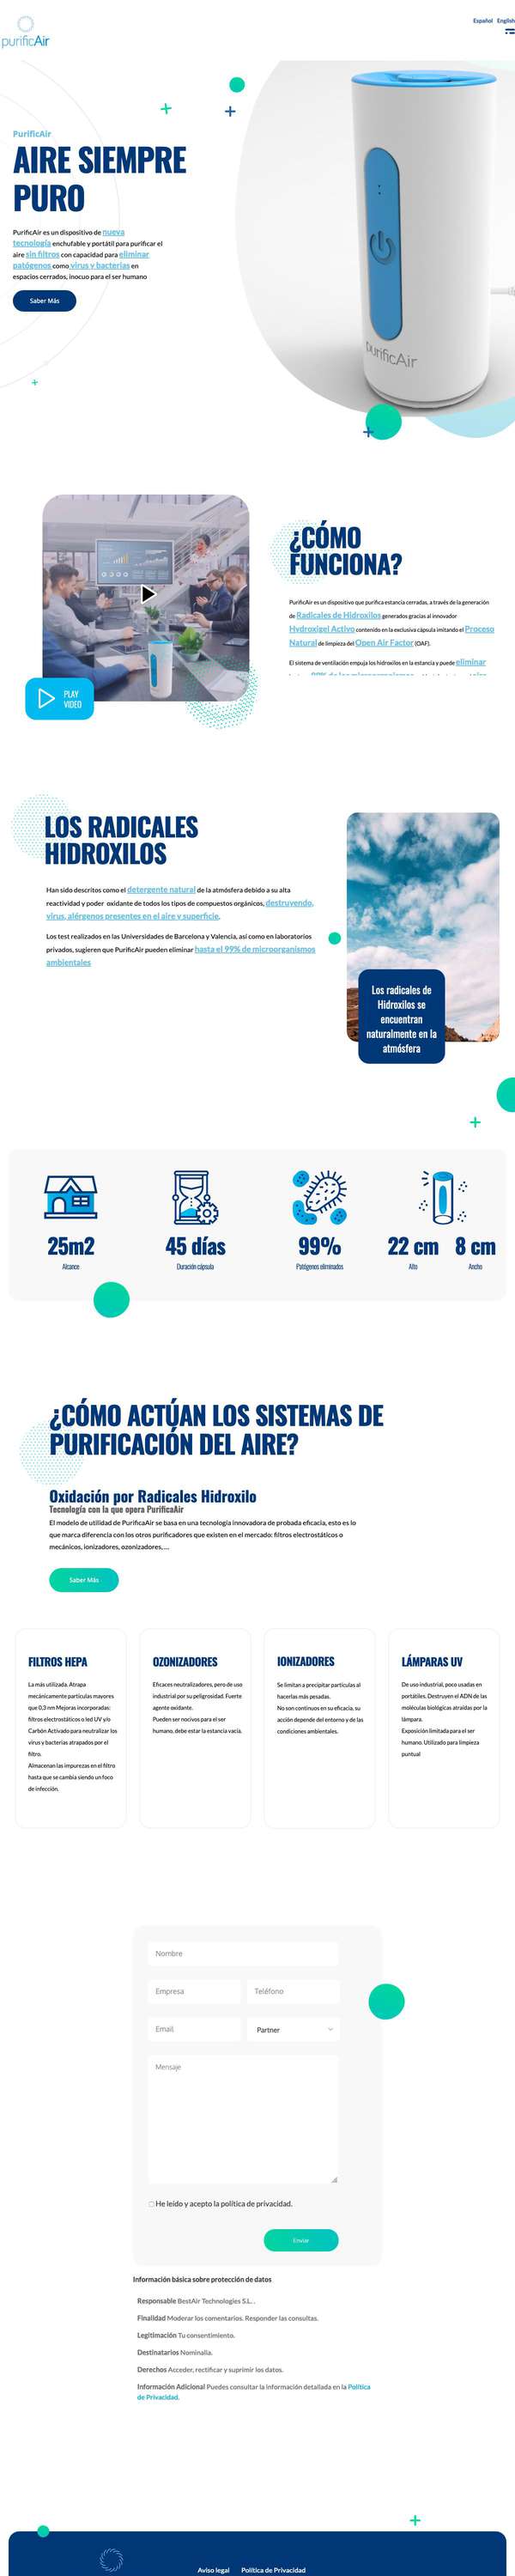 purificAir
Español English
PurificAir
AIRE SIEMPRE
PURO
PurificAir es un dispositivo de nueva
tecnología enchufable y portátil para purificar el
aire sin filtros con capacidad para eliminar
patógenos como virus y bacterias en
espacios cerrados, inocuo para el ser humano
Saber Más
purificAir
¿CÓMO
FUNCIONA?
PurificAir es un dispositivo que purifica estancia cerradas, a través de la generación
de Radicales de Hidroxilos generados gracias al innovador
Hydroxigel Activo contenido en la exclusiva cápsula imitando el Proceso
Natural de limpieza del Open Air Factor (OAF).
El sistema de ventilación empuja los hidroxilos en la estancia y puede eliminar
PLAY
VIDEO
LOS RADICALES
HIDROXILOS
Han sido descritos como el detergente natural de la atmósfera debido a su alta
reactividad y poder oxidante de todos los tipos de compuestos orgánicos, destruyendo,
virus, alérgenos presentes en el aire y superficie.
Los test realizados en las Universidades de Barcelona y Valencia, así como en laboratorios
privados, sugieren que PurificAir pueden eliminar hasta el 99% de microorganismos
ambientales
Los radicales de
Hidroxilos se
encuentran
naturalmente en la
atmósfera
25m2
Alcance
45 días
Duración cápsula
99%
Patógenos eliminados
22 cm
Alto
8 cm
Ancho
¿CÓMO ACTÚAN LOS SISTEMAS DE
PURIFICACIÓN DEL AIRE?
Oxidación por Radicales Hidroxilo
Tecnología con la que opera PurificaAir
El modelo de utilidad de PurificaAir se basa en una tecnología innovadora de probada eficacia, esto es lo
que marca diferencia con los otros purificadores que existen en el mercado: filtros electrostáticos o
mecánicos, ionizadores, ozonizadores,...
Saber Más
FILTROS HEPA
La más utilizada. Atrapa
mecánicamente partículas mayores
que 0,3 nm Mejoras incorporadas:
filtros electrostáticos o led UV y/o
Carbón Activado para neutralizar los
virus y bacterias atrapados por el
filtro.
Almacenan las impurezas en el filtro
hasta que se cambia siendo un foco
de infección.
OZONIZADORES
Eficaces neutralizadores, pero de uso
industrial por su peligrosidad. Fuerte
agente oxidante.
Pueden ser nocivos para el ser
humano, debe estar la estancia vacía.
IONIZADORES
Se limitan a precipitar partículas al
hacerlas más pesadas.
No son continuos en su eficacia, su
acción depende del entorno y de las
condiciones ambientales.
LÁMPARAS UV
De uso industrial, poco usadas en
portátiles. Destruyen el ADN de las
moléculas biológicas atraídas por la
lámpara.
Exposición limitada para el ser
humano. Utilizado para limpieza
puntual
Nombre
Empresa
Teléfono
Email
Partner
Mensaje
He leído y acepto la política de privacidad.
Enviar
Información básica sobre protección de datos
Responsable BestAir Technologies S.L. .
Finalidad Moderar los comentarios. Responder las consultas.
Legitimación Tu consentimiento.
Destinatarios Nominalia.
Derechos Acceder, rectificar y suprimir los datos.
Información Adicional Puedes consultar la información detallada en la Política
de Privacidad.
Aviso legal Política de Privacidad